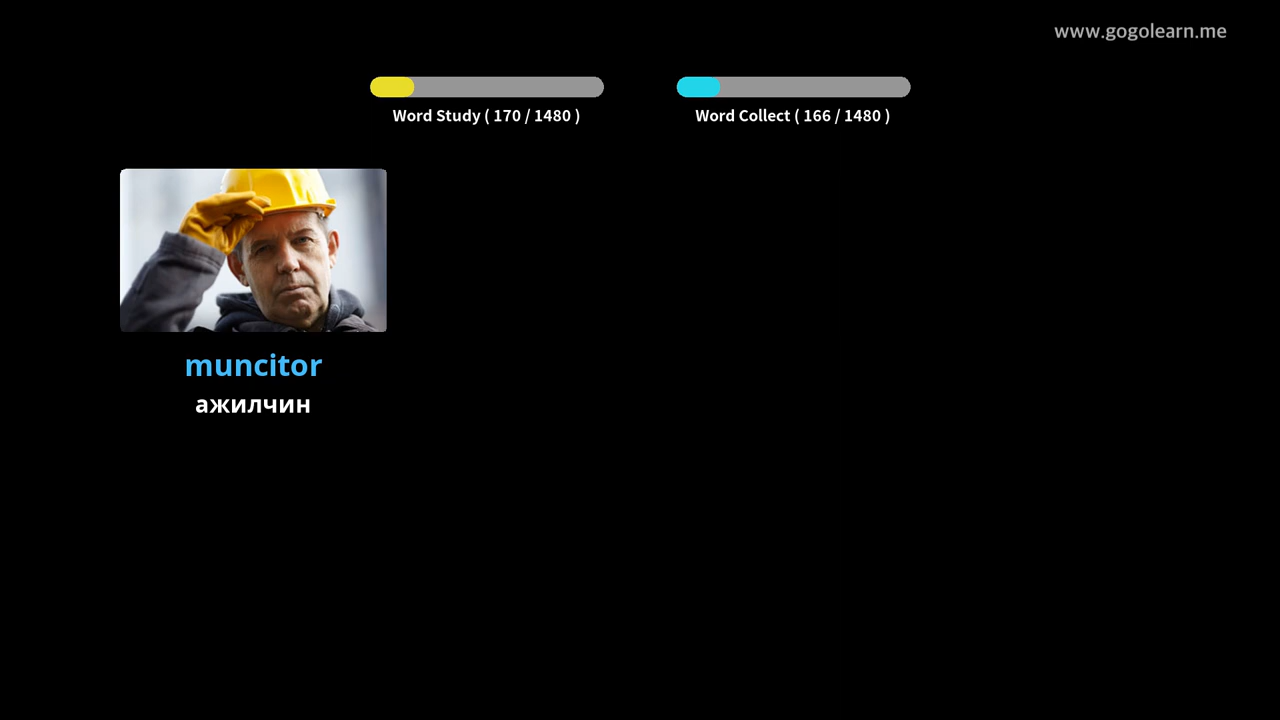 www.gogolearn.me
Word Study ( 170 / 1480 )
Word Collect ( 166 / 1480 )
muncitor
ажилчин